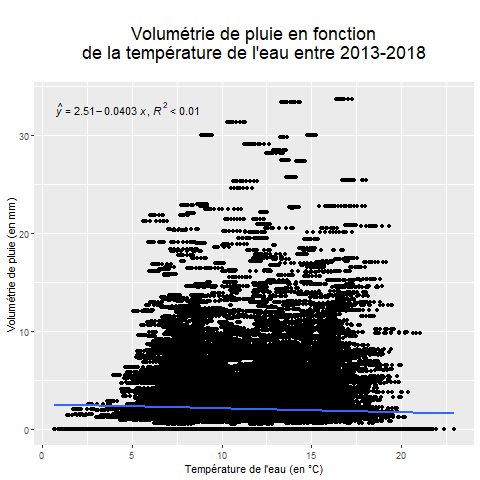 Volumétrie de pluie en fonction
de la température de l'eau entre 2013-2018
ŷ = 2.51 − 0.0403 x, R² < 0.01
30
20
10
0
Volumétrie de pluie (en mm)
0 5 10 15 20
Température de l'eau (en °C)